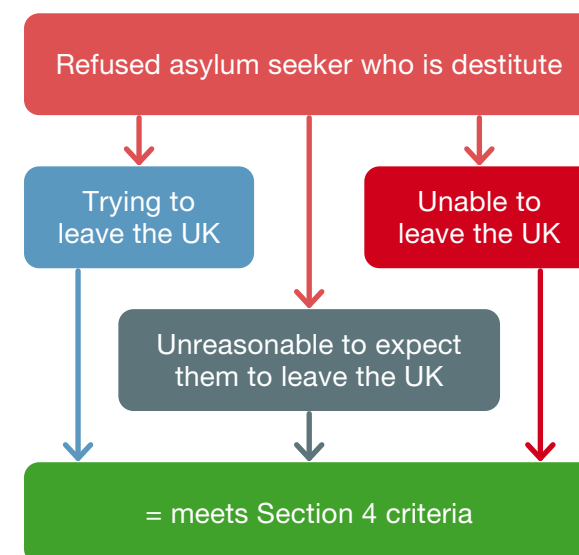 Refused asylum seeker who is destitute
Trying to
leave the UK
Unable to
leave the UK
Unreasonable to expect
them to leave the UK
= meets Section 4 criteria